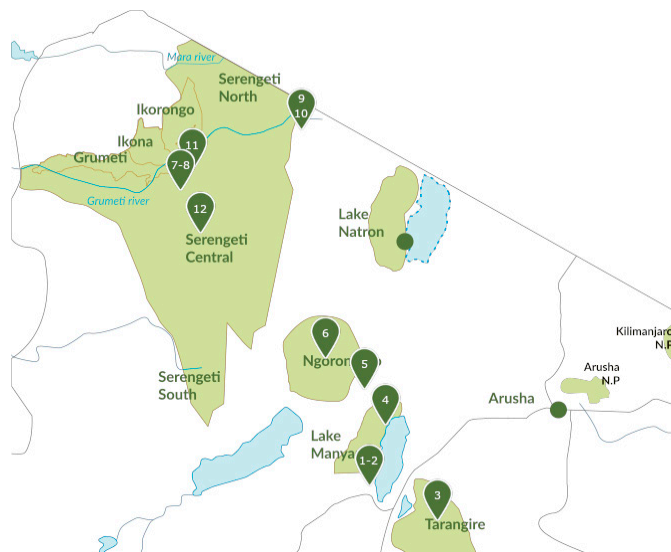 Mara river
Serengeti
North
9
10
Ikorongo
Ikona
11
Grumeti
7-8
Grumeti river
12
Serengeti
Central
Lake
Natron
6
5
Kilimanjaro
N.P
Arusha
N.P
Serengeti
South
4
Arusha
Lake
Manya
1-2
3
Tarangire